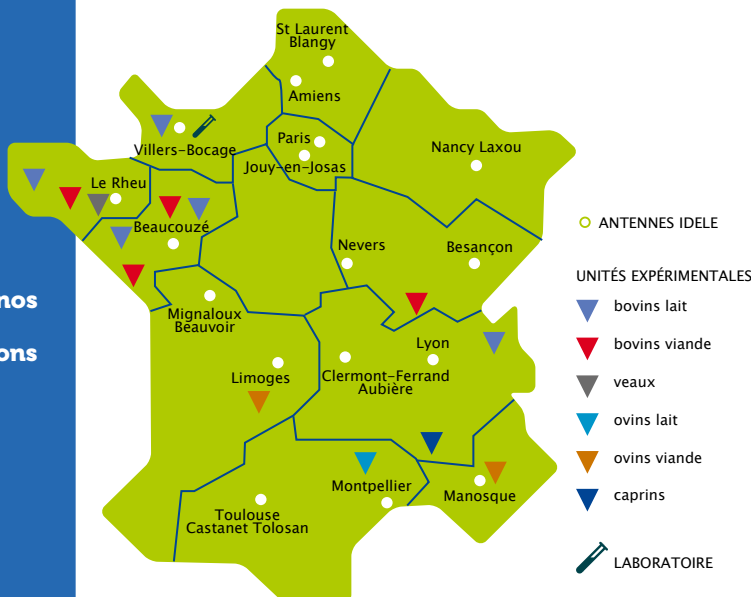 nos
ons
St Laurent
Blangy
Amiens
Villers-Bocage
Paris
Jouy-en-Josas
Nancy Laxou
Le Rheu
Beaucouzé
Nevers
Besançon
Mignaloux
Beauvoir
Limoges
Clermont-Ferrand
Aubière
Lyon
Montpellier
Manosque
Toulouse
Castanet Tolosan
ANTENNES IDELE
UNITÉS EXPÉRIMENTALES
bovins lait
bovins viande
veaux
ovins lait
ovins viande
caprins
LABORATOIRE